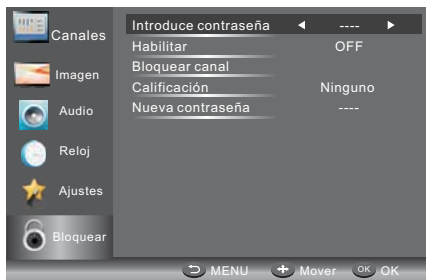 Canales
Imagen
Audio
Reloj
Ajustes
Bloquear
Introduce contraseña ----
Habilitar OFF
Bloquear canal
Calificación Ninguno
Nueva contraseña ----
MENU Mover OK OK